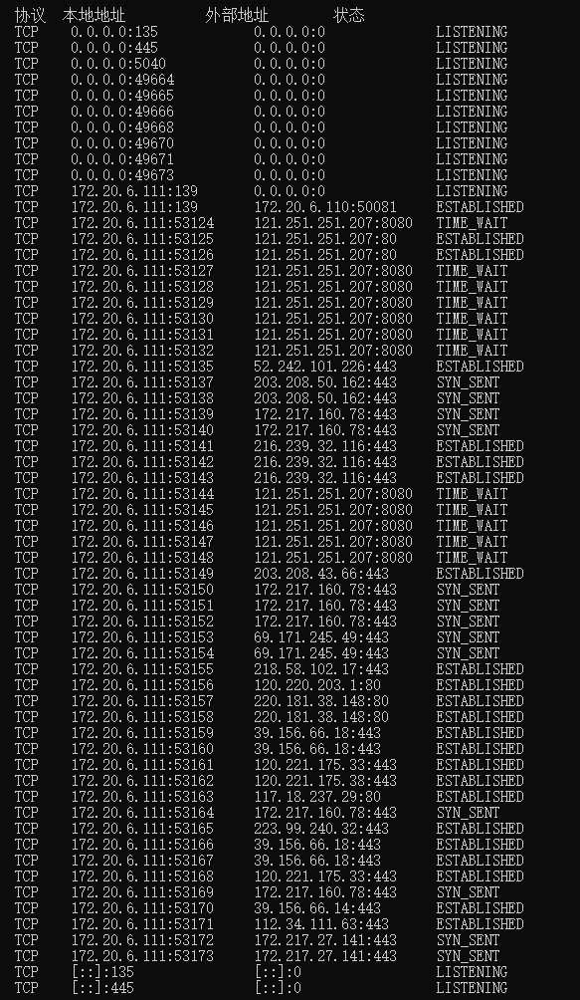 协议 本地地址 外部地址 状态
TCP 0.0.0.0:135 0.0.0.0:0 LISTENING
TCP 0.0.0.0:445 0.0.0.0:0 LISTENING
TCP 0.0.0.0:5040 0.0.0.0:0 LISTENING
TCP 0.0.0.0:49664 0.0.0.0:0 LISTENING
TCP 0.0.0.0:49665 0.0.0.0:0 LISTENING
TCP 0.0.0.0:49666 0.0.0.0:0 LISTENING
TCP 0.0.0.0:49668 0.0.0.0:0 LISTENING
TCP 0.0.0.0:49670 0.0.0.0:0 LISTENING
TCP 0.0.0.0:49671 0.0.0.0:0 LISTENING
TCP 0.0.0.0:49673 0.0.0.0:0 LISTENING
TCP 172.20.6.111:139 0.0.0.0:0 LISTENING
TCP 172.20.6.111:139 172.20.6.110:50081 ESTABLISHED
TCP 172.20.6.111:53124 121.251.251.207:8080 TIME_WAIT
TCP 172.20.6.111:53125 121.251.251.207:80 ESTABLISHED
TCP 172.20.6.111:53126 121.251.251.207:80 ESTABLISHED
TCP 172.20.6.111:53127 121.251.251.207:8080 TIME_WAIT
TCP 172.20.6.111:53128 121.251.251.207:8080 TIME_WAIT
TCP 172.20.6.111:53129 121.251.251.207:8080 TIME_WAIT
TCP 172.20.6.111:53130 121.251.251.207:8080 TIME_WAIT
TCP 172.20.6.111:53131 121.251.251.207:8080 TIME_WAIT
TCP 172.20.6.111:53132 121.251.251.207:8080 TIME_WAIT
TCP 172.20.6.111:53135 52.242.101.226:443 ESTABLISHED
TCP 172.20.6.111:53137 203.208.50.162:443 SYN_SENT
TCP 172.20.6.111:53138 203.208.50.162:443 SYN_SENT
TCP 172.20.6.111:53139 172.217.160.78:443 SYN_SENT
TCP 172.20.6.111:53140 172.217.160.78:443 SYN_SENT
TCP 172.20.6.111:53141 216.239.32.116:443 ESTABLISHED
TCP 172.20.6.111:53142 216.239.32.116:443 ESTABLISHED
TCP 172.20.6.111:53143 216.239.32.116:443 ESTABLISHED
TCP 172.20.6.111:53144 121.251.251.207:8080 TIME_WAIT
TCP 172.20.6.111:53145 121.251.251.207:8080 TIME_WAIT
TCP 172.20.6.111:53146 121.251.251.207:8080 TIME_WAIT
TCP 172.20.6.111:53147 121.251.251.207:8080 TIME_WAIT
TCP 172.20.6.111:53148 121.251.251.207:8080 TIME_WAIT
TCP 172.20.6.111:53149 203.208.43.66:443 ESTABLISHED
TCP 172.20.6.111:53150 172.217.160.78:443 SYN_SENT
TCP 172.20.6.111:53151 172.217.160.78:443 SYN_SENT
TCP 172.20.6.111:53152 172.217.160.78:443 SYN_SENT
TCP 172.20.6.111:53153 69.171.245.49:443 SYN_SENT
TCP 172.20.6.111:53154 69.171.245.49:443 SYN_SENT
TCP 172.20.6.111:53155 218.58.102.17:443 ESTABLISHED
TCP 172.20.6.111:53156 120.220.203.1:80 ESTABLISHED
TCP 172.20.6.111:53157 220.181.38.148:80 ESTABLISHED
TCP 172.20.6.111:53158 220.181.38.148:80 ESTABLISHED
TCP 172.20.6.111:53159 39.156.66.18:443 ESTABLISHED
TCP 172.20.6.111:53160 39.156.66.18:443 ESTABLISHED
TCP 172.20.6.111:53161 120.221.175.33:443 ESTABLISHED
TCP 172.20.6.111:53162 120.221.175.38:443 ESTABLISHED
TCP 172.20.6.111:53163 117.18.237.29:80 ESTABLISHED
TCP 172.20.6.111:53164 172.217.160.78:443 SYN_SENT
TCP 172.20.6.111:53165 223.99.240.32:443 ESTABLISHED
TCP 172.20.6.111:53166 39.156.66.18:443 ESTABLISHED
TCP 172.20.6.111:53167 39.156.66.18:443 ESTABLISHED
TCP 172.20.6.111:53168 120.221.175.33:443 ESTABLISHED
TCP 172.20.6.111:53169 172.217.160.78:443 SYN_SENT
TCP 172.20.6.111:53170 39.156.66.14:443 ESTABLISHED
TCP 172.20.6.111:53171 112.34.111.63:443 ESTABLISHED
TCP 172.20.6.111:53172 172.217.27.141:443 SYN_SENT
TCP 172.20.6.111:53173 172.217.27.141:443 SYN_SENT
TCP [::]:135 [::]:0 LISTENING
TCP [::]:445 [::]:0 LISTENING